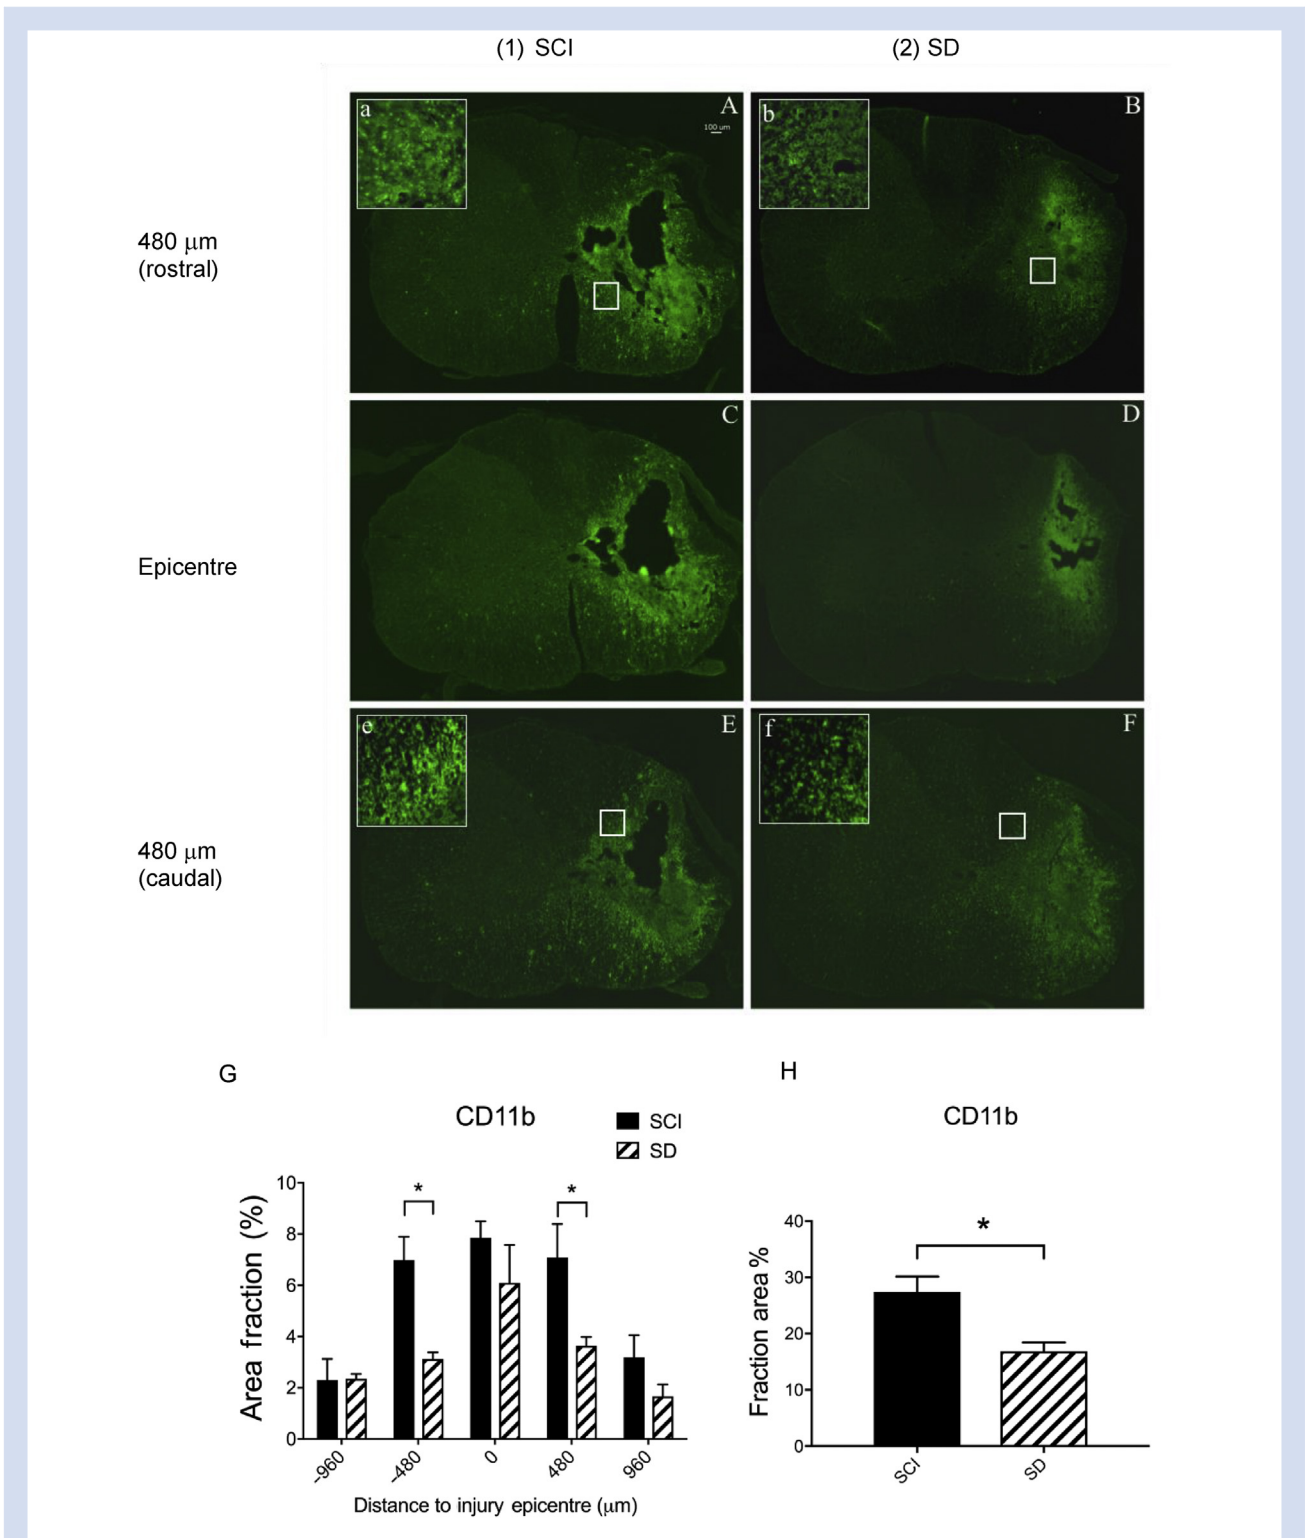 (1) SCI (2) SD
a A b B
100 μm
480 μm
(rostral)
C D
Epicentre
e E f F
480 μm
(caudal)
G H
CD11b SCI CD11b
SD
Area fraction (%)
10
8
6
4
2
0
* *
-960 -480 0 480 960
Distance to injury epicentre (μm)
Fraction area %
40
30
20
10
0
*
SCI SD